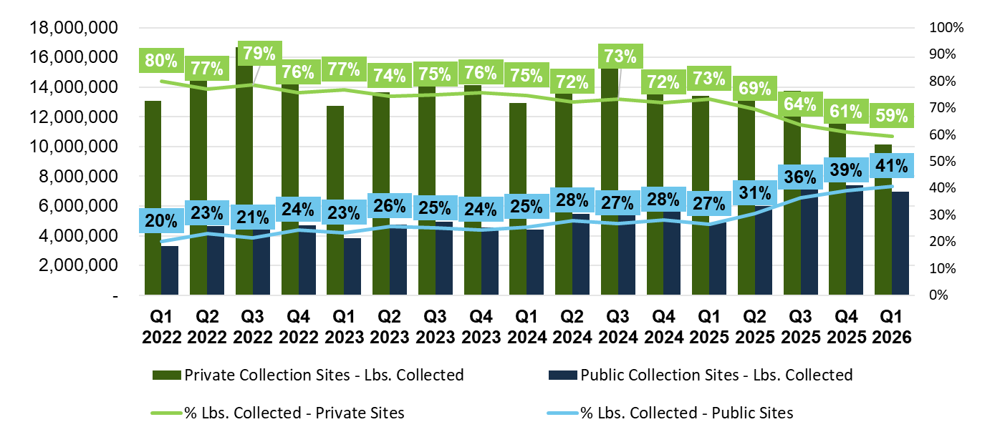 18,000,000
16,000,000
14,000,000
12,000,000
10,000,000
8,000,000
6,000,000
4,000,000
2,000,000
-
100%
90%
80%
70%
60%
50%
40%
30%
20%
10%
0%
80% 77% 79% 76% 77% 74% 75% 76% 75% 72% 73% 72% 73% 69% 64% 61% 59%
20% 23% 21% 24% 23% 26% 25% 24% 25% 28% 27% 28% 27% 31% 36% 39% 41%
Q1 Q2 Q3 Q4 Q1 Q2 Q3 Q4 Q1 Q2 Q3 Q4 Q1 Q2 Q3 Q4 Q1
2022 2022 2022 2022 2023 2023 2023 2023 2024 2024 2024 2024 2025 2025 2025 2025 2026
Private Collection Sites - Lbs. Collected
Public Collection Sites - Lbs. Collected
% Lbs. Collected - Private Sites
% Lbs. Collected - Public Sites